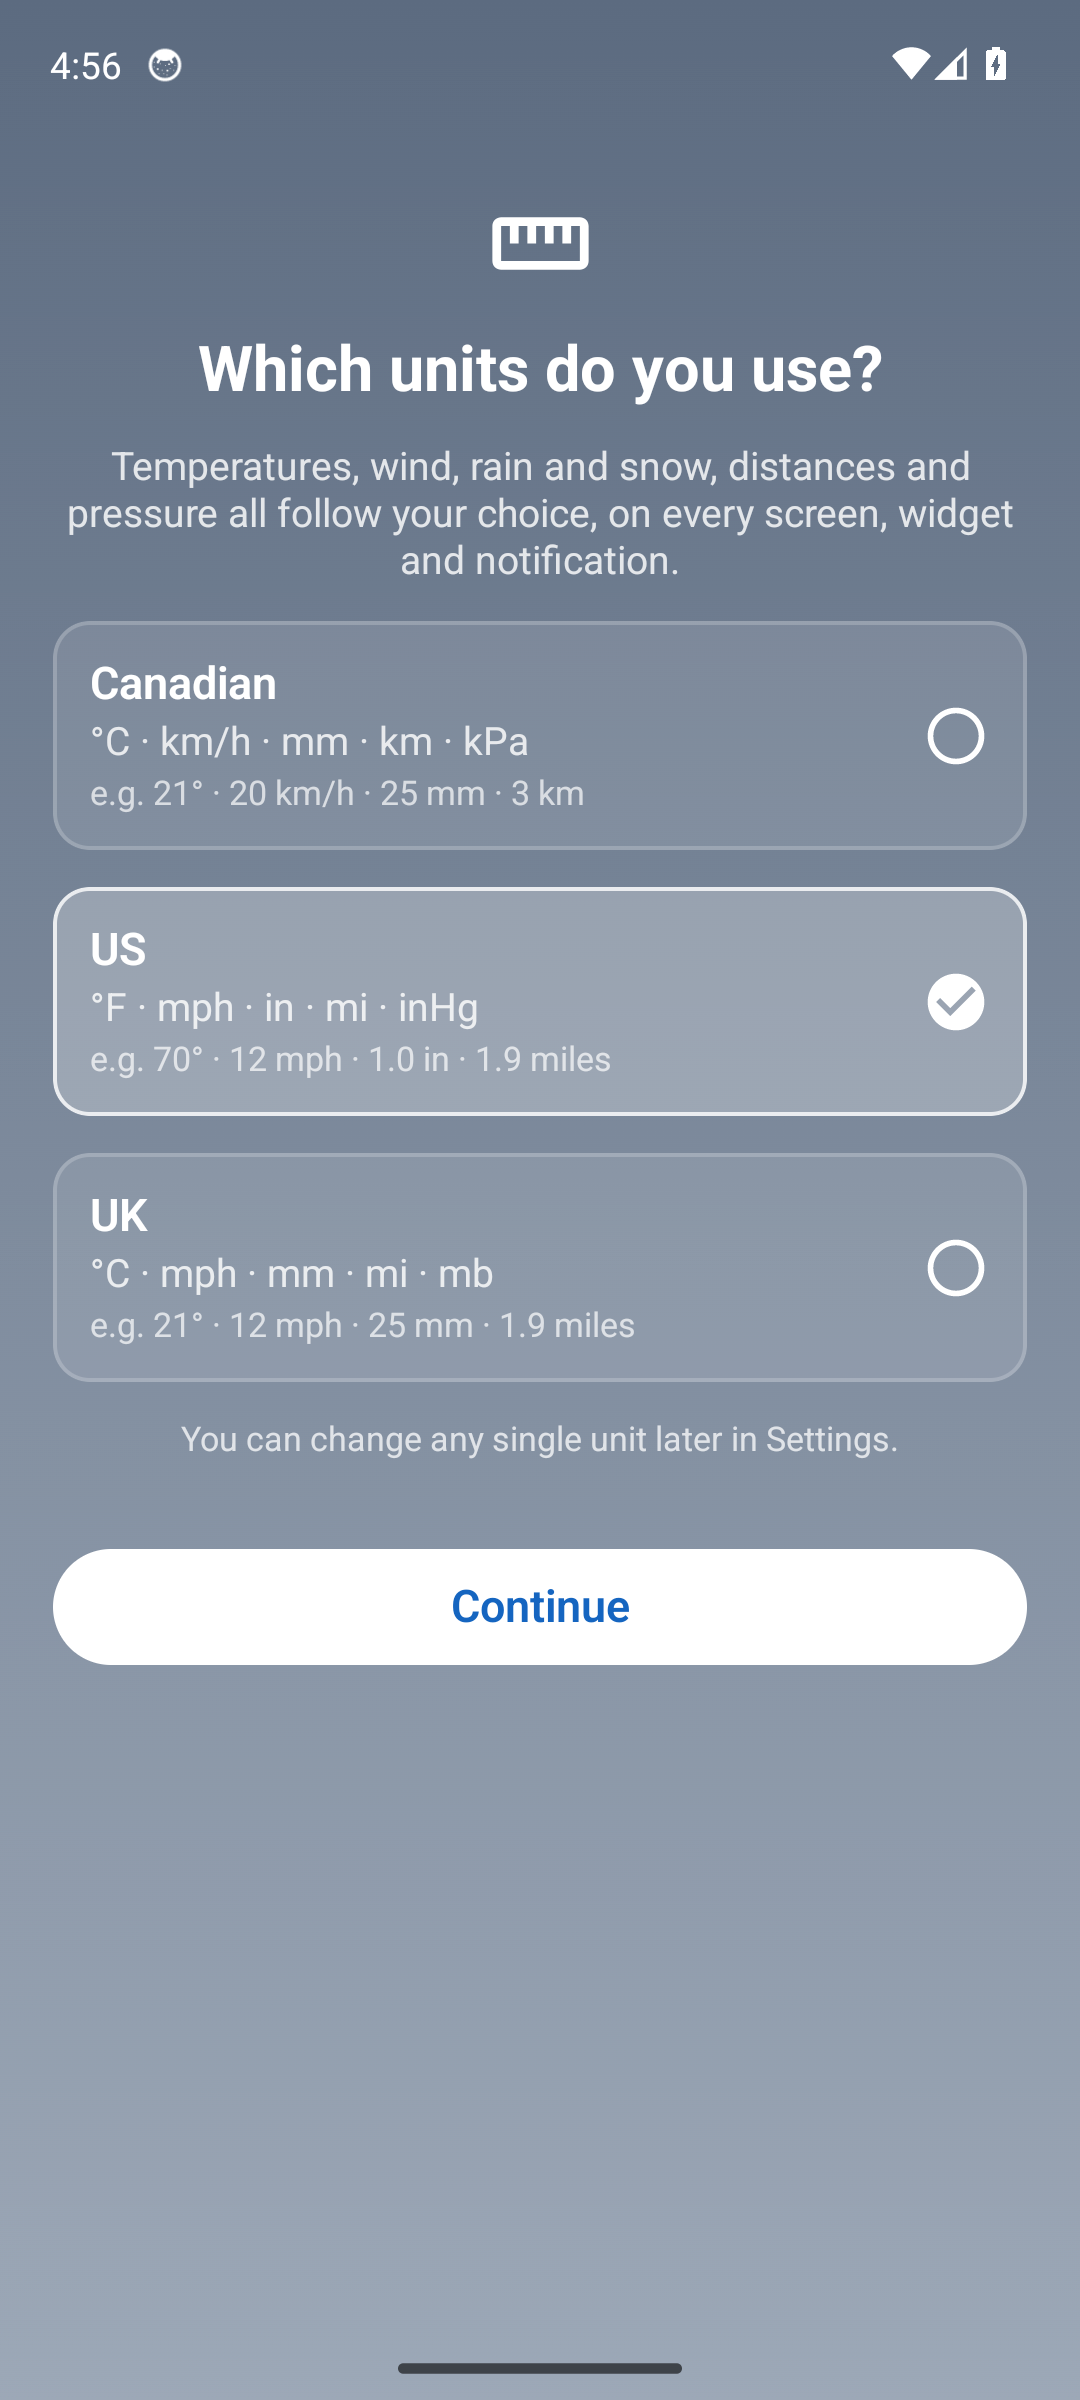 4:56
Which units do you use?
Temperatures, wind, rain and snow, distances and
pressure all follow your choice, on every screen, widget
and notification.
Canadian
°C · km/h · mm · km · kPa
e.g. 21° · 20 km/h · 25 mm · 3 km
US
°F · mph · in · mi · inHg
e.g. 70° · 12 mph · 1.0 in · 1.9 miles
UK
°C · mph · mm · mi · mb
e.g. 21° · 12 mph · 25 mm · 1.9 miles
You can change any single unit later in Settings.
Continue